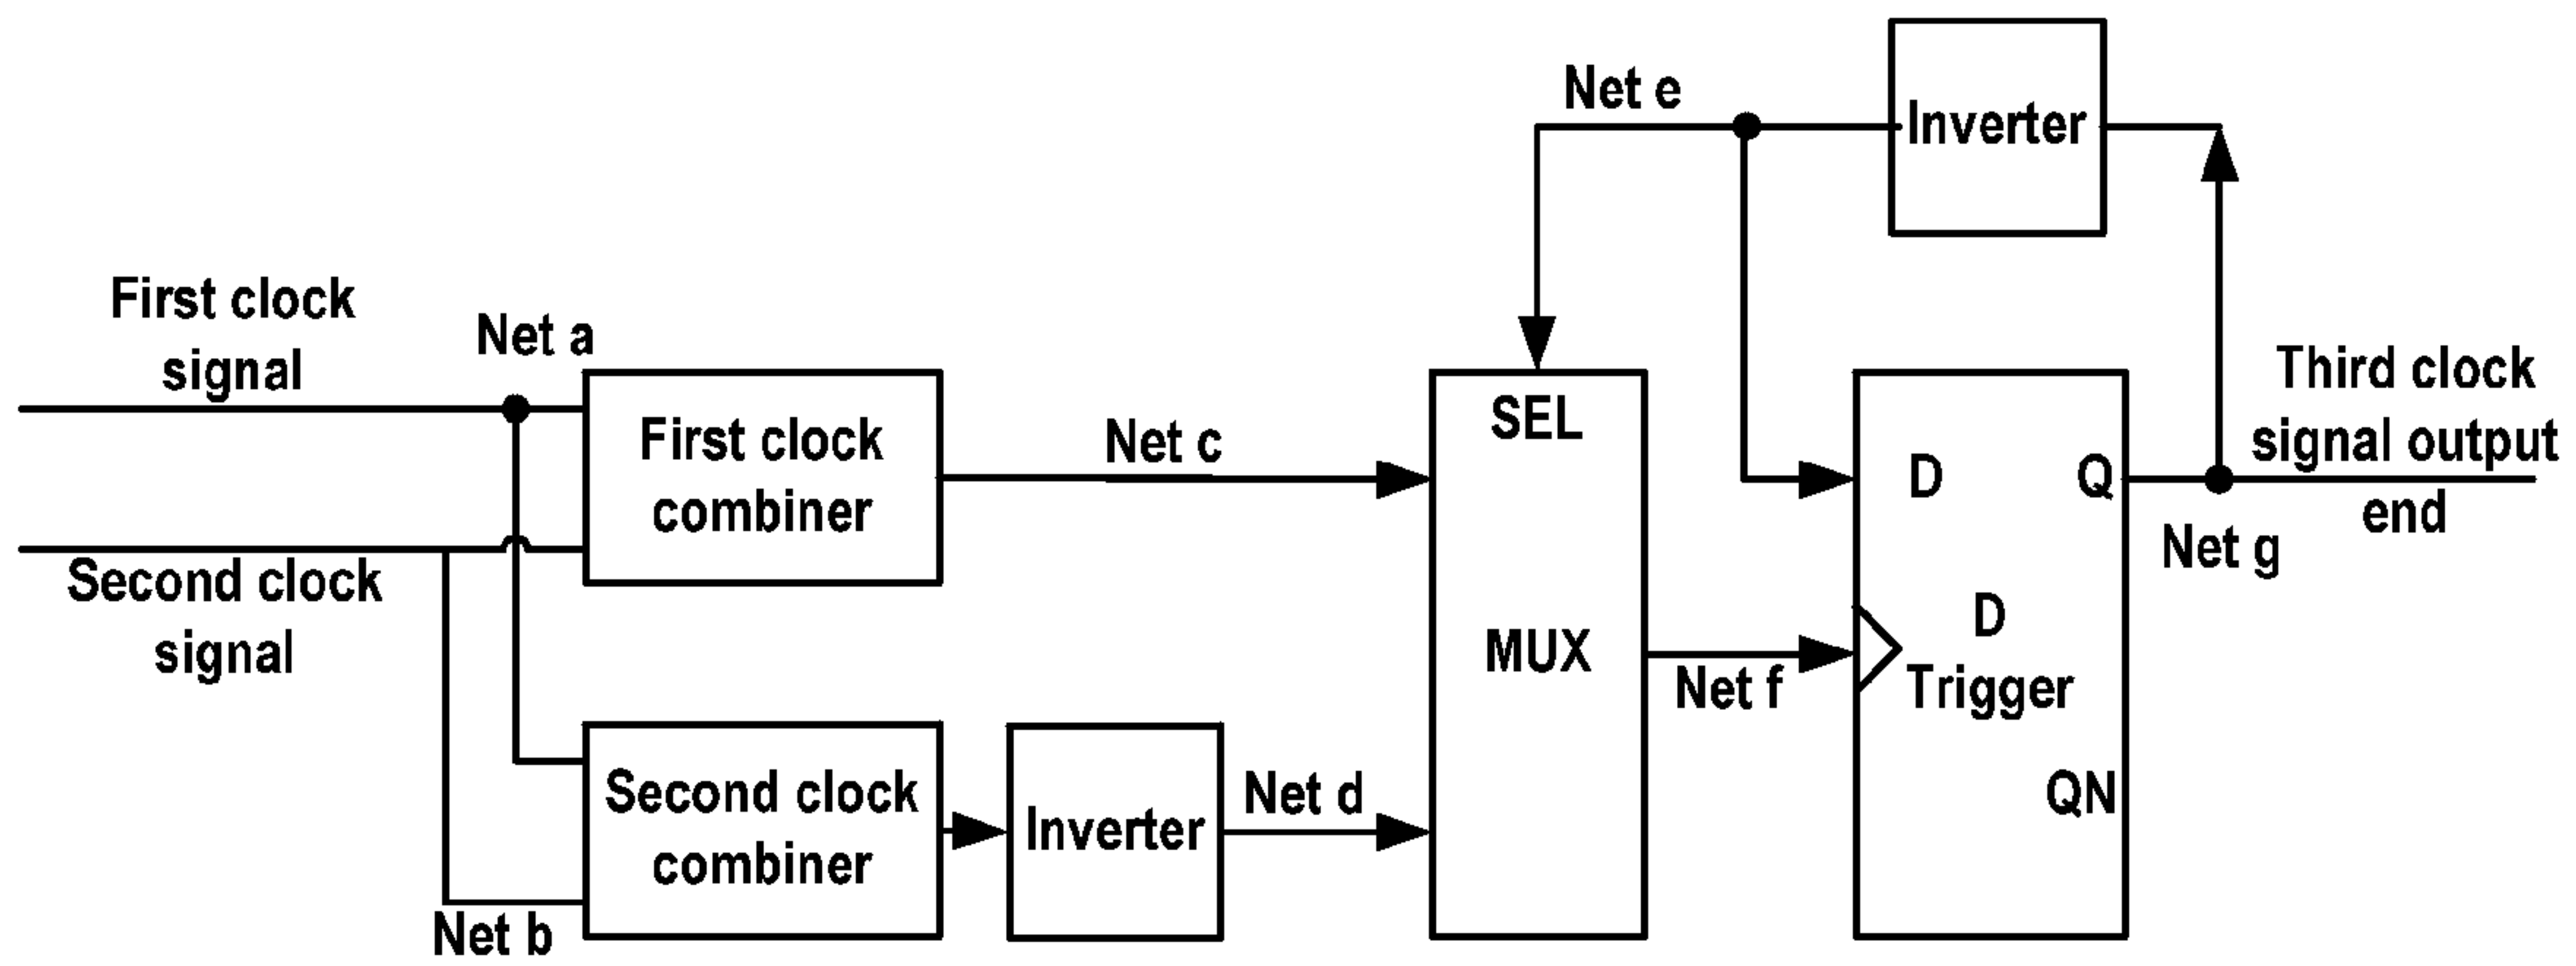 Net e
Inverter
First clock
signal
Net a
First clock
combiner
Net c
SEL
MUX
D
Q
Third clock
signal output
end
Net g
Second clock
signal
D
Trigger
Net f
QN
Second clock
combiner
Inverter
Net d
Net b